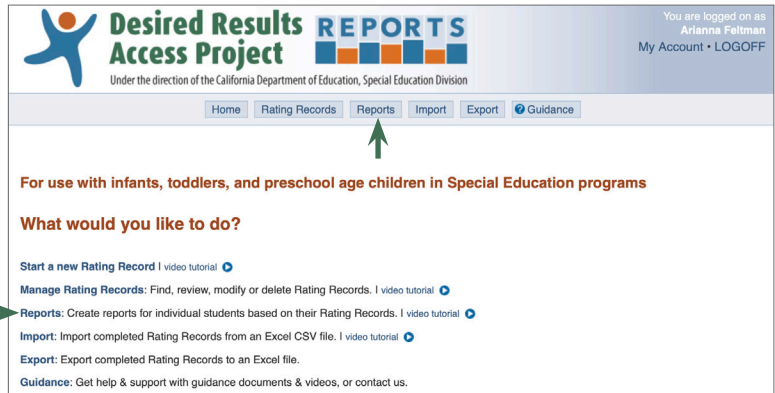 Desired Results
Access Project
REPORTS
Under the direction of the California Department of Education, Special Education Division
You are logged on as
Arianna Feltman
My Account • LOGOFF
Home Rating Records Reports Import Export ? Guidance
For use with infants, toddlers, and preschool age children in Special Education programs
What would you like to do?
Start a new Rating Record | video tutorial
Manage Rating Records: Find, review, modify or delete Rating Records. | video tutorial
Reports: Create reports for individual students based on their Rating Records. | video tutorial
Import: Import completed Rating Records from an Excel CSV file. | video tutorial
Export: Export completed Rating Records to an Excel file.
Guidance: Get help & support with guidance documents & videos, or contact us.